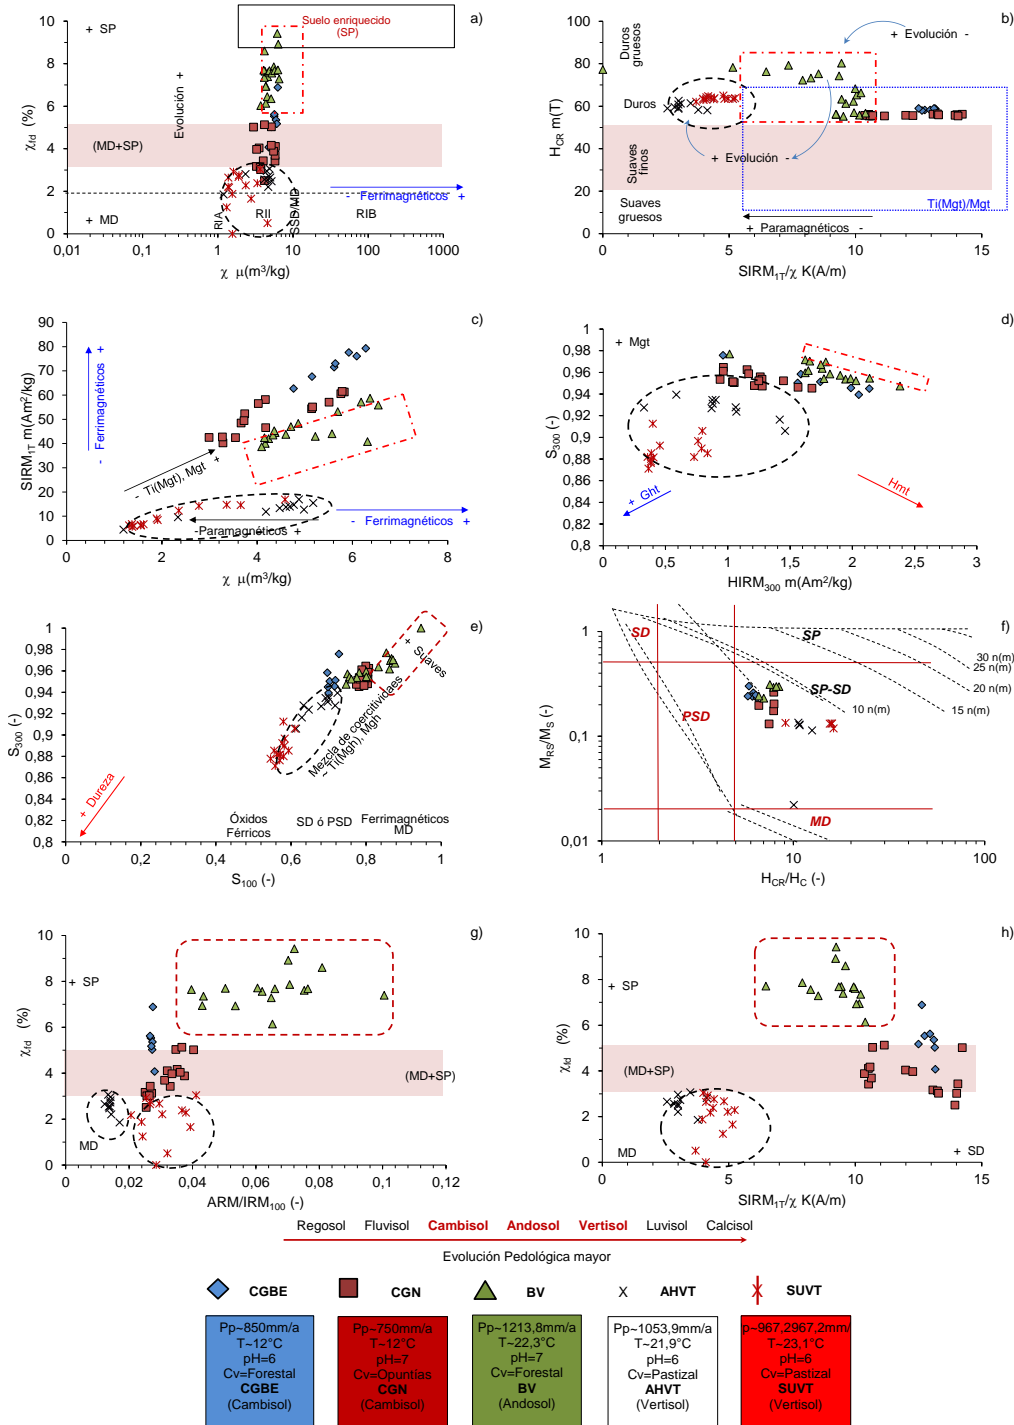 a)
+ SP
Suelo enriquecido
(SP)
Evolución +
(MD+SP)
+ MD
RIA
RII
SSD/MD
RIB
- Ferrimagnéticos +
χfd (%)
10
8
6
4
2
0
0,01
0,1
1
10
100
1000
χ μ(m³/kg)
b)
Duros gruesos
Duros
Suaves finos
Suaves gruesos
+ Evolución -
+ Evolución -
Ti(Mgt)/Mgt
+ Paramagnéticos -
HCR m(T)
100
80
60
40
20
0
0
5
10
15
SIRM1T/χ K(A/m)
c)
- Ferrimagnéticos +
- Ti(Mgt), Mgt +
-Paramagnéticos +
- Ferrimagnéticos +
SIRM1T m(Am²/kg)
90
80
70
60
50
40
30
20
10
0
0
2
4
6
8
χ μ(m³/kg)
d)
+ Mgt
+ Ght
Hmt
S300 (-)
1
0,98
0,96
0,94
0,92
0,9
0,88
0,86
0,84
0,82
0,8
0
0,5
1
1,5
2
2,5
3
HIRM300 m(Am²/kg)
e)
+ Suaves
Mezcla de coercitividaes
~ Ti(Mgh), Mgh
+ Dureza
Óxidos Férricos
SD ó PSD
Ferrimagnéticos MD
S300 (-)
1
0,98
0,96
0,94
0,92
0,9
0,88
0,86
0,84
0,82
0,8
0
0,2
0,4
0,6
0,8
1
S100 (-)
f)
SD
SP
PSD
SP-SD
MD
30 n(m)
25 n(m)
20 n(m)
15 n(m)
10 n(m)
MRS/MS (-)
1
0,1
0,01
1
10
100
HCR/HC (-)
g)
+ SP
(MD+SP)
MD
χfd (%)
10
8
6
4
2
0
0
0,02
0,04
0,06
0,08
0,1
0,12
ARM/IRM100 (-)
h)
+ SP
(MD+SP)
MD
+ SD
χfd (%)
10
8
6
4
2
0
0
5
10
15
SIRM1T/χ K(A/m)
Regosol Fluvisol Cambisol Andosol Vertisol Luvisol Calcisol
Evolución Pedológica mayor
CGBE CGN BV AHVT SUVT
Pp~850mm/a
T~12°C
pH=6
Cv=Forestal
CGBE
(Cambisol)
Pp~750mm/a
T~12°C
pH=7
Cv=Opuntías
CGN
(Cambisol)
Pp~1213,8mm/a
T~22,3°C
pH=7
Cv=Forestal
BV
(Andosol)
Pp~1053,9mm/a
T~21,9°C
pH=6
Cv=Pastizal
AHVT
(Vertisol)
p~967,2967,2mm/
T~23,1°C
pH=6
Cv=Pastizal
SUVT
(Vertisol)